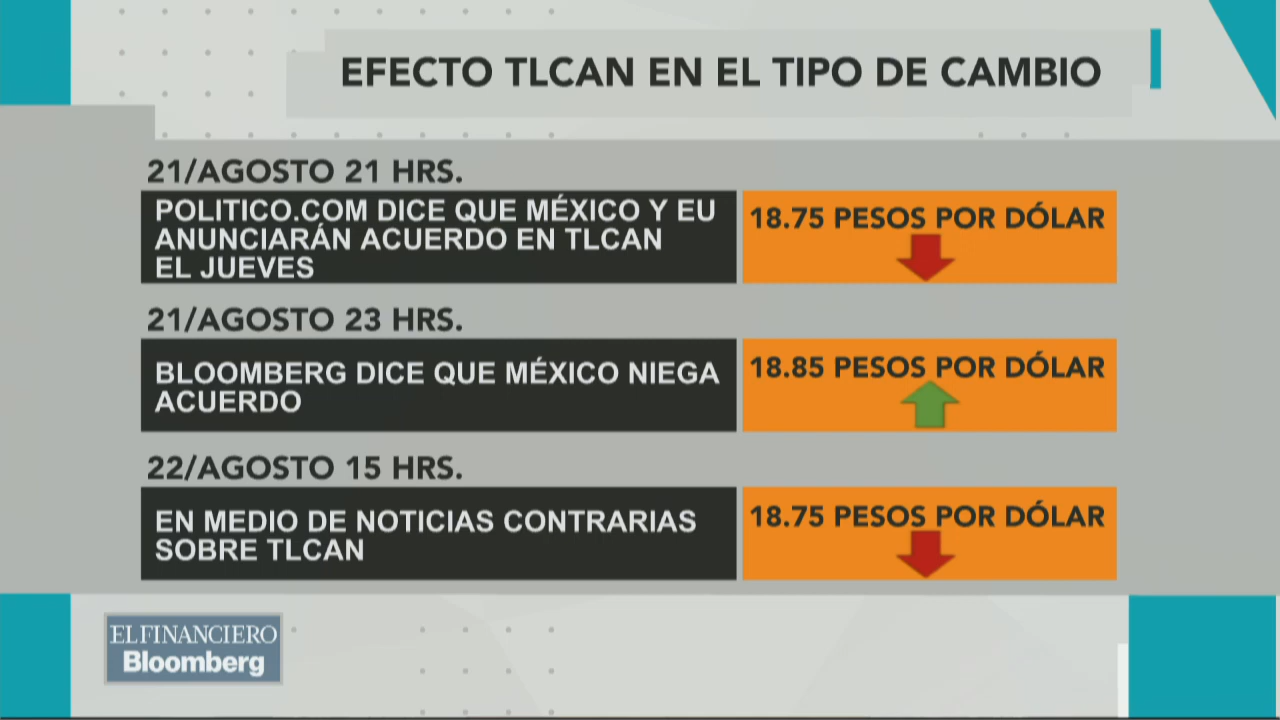 EFECTO TLCAN EN EL TIPO DE CAMBIO
21/AGOSTO 21 HRS.
POLITICO.COM DICE QUE MÉXICO Y EU
ANUNCIARÁN ACUERDO EN TLCAN
EL JUEVES
18.75 PESOS POR DÓLAR
21/AGOSTO 23 HRS.
BLOOMBERG DICE QUE MÉXICO NIEGA
ACUERDO
18.85 PESOS POR DÓLAR
22/AGOSTO 15 HRS.
EN MEDIO DE NOTICIAS CONTRARIAS
SOBRE TLCAN
18.75 PESOS POR DÓLAR
EL FINANCIERO
Bloomberg